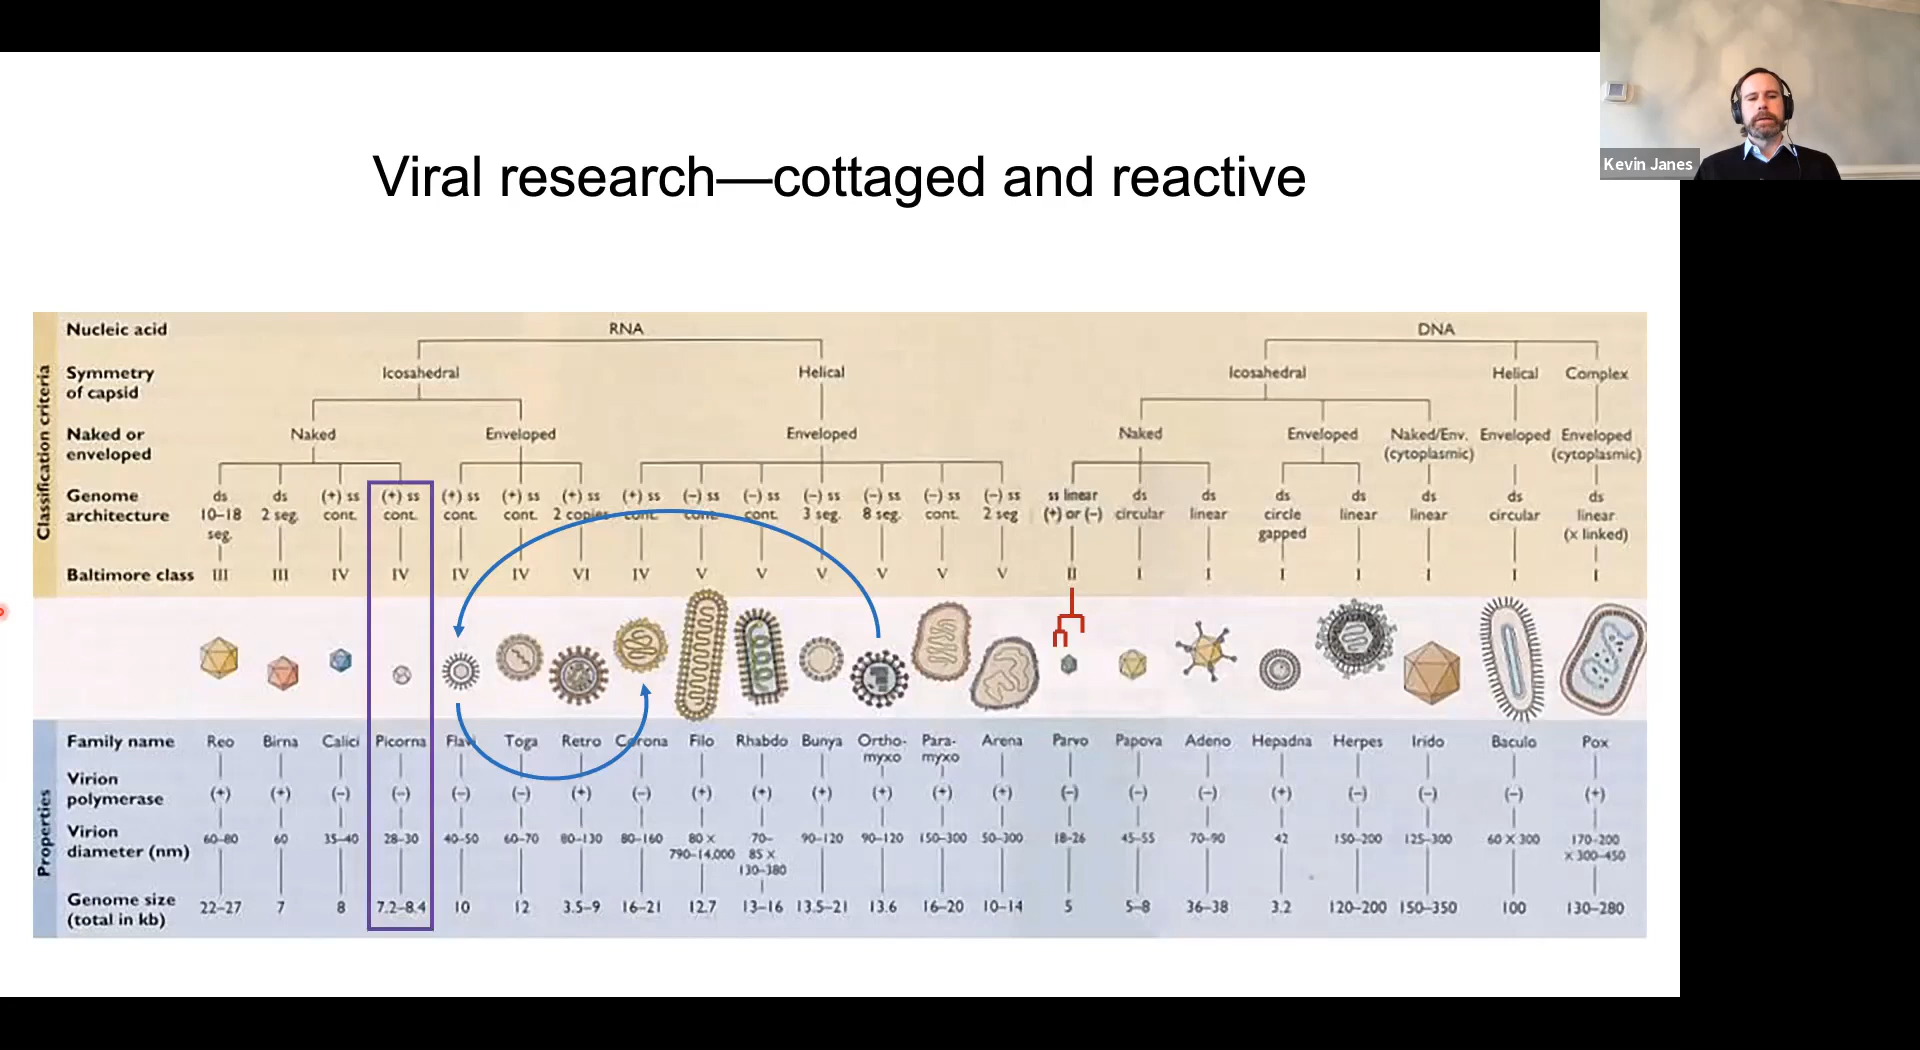 Kevin Janes
Viral research—cottaged and reactive
Classification criteria
Nucleic acid RNA DNA
Symmetry of capsid Icosahedral Helical Icosahedral Helical Complex
Naked or enveloped Naked Enveloped Enveloped Naked Enveloped Naked/Env. (cytoplasmic) Enveloped Enveloped (cytoplasmic)
Genome architecture
ds 10–18 seg.
ds 2 seg.
(+) ss cont.
(+) ss cont.
(+) ss cont.
(+) ss cont.
(+) ss 2 copies
(+) ss cont.
(–) ss cont.
(–) ss cont.
(–) ss 3 seg.
(–) ss 8 seg.
(–) ss cont.
(–) ss 2 seg
ss linear (+) or (–)
ds circular
ds linear
ds circle gapped
ds linear
ds linear
ds circular
ds linear (x linked)
Baltimore class III III IV IV IV IV VI IV V V V V V V II I I I I I I I
Properties
Family name Reo Birna Calici Picorna Flavi Toga Retro Corona Filo Rhabdo Bunya Ortho-myxo Para-myxo Arena Parvo Papova Adeno Hepadna Herpes Irido Baculo Pox
Virion polymerase (+) (+) (–) (–) (–) (–) (+) (–) (+) (+) (+) (+) (+) (+) (–) (–) (–) (+) (–) (–) (–) (+)
Virion diameter (nm) 60–80 60 35–40 28–30 40–50 60–70 80–130 80–160 80 x 790–14,000 70–85 x 130–380 90–120 90–120 150–300 50–300 18–26 45–55 70–90 42 150–200 125–300 60 X 300 170–200 X 300–450
Genome size (total in kb) 22–27 7 8 7.2–8.4 10 12 3.5–9 16–21 12.7 13–16 13.5–21 13.6 16–20 10–14 5 5–8 36–38 3.2 120–200 150–350 100 130–280